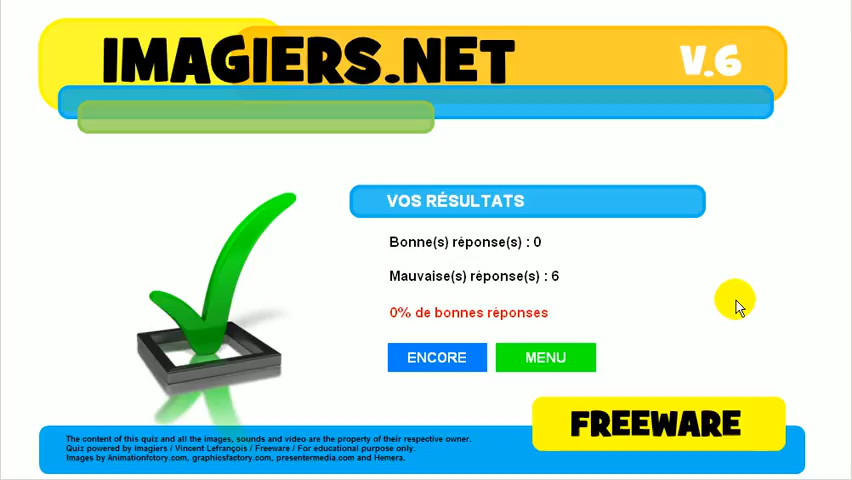 IMAGIERS.NET
V.6
VOS RÉSULTATS
Bonne(s) réponse(s) : 0
Mauvaise(s) réponse(s) : 6
0% de bonnes réponses
ENCORE
MENU
FREEWARE
The content of this quiz and all the images, sounds and video are the property of their respective owner.
Quiz powered by Imagiers / Vincent Lefrançois / Freeware / For educational purpose only.
Images by Animationfctory.com, graphicsfactory.com, presentermedia.com and Hemera.